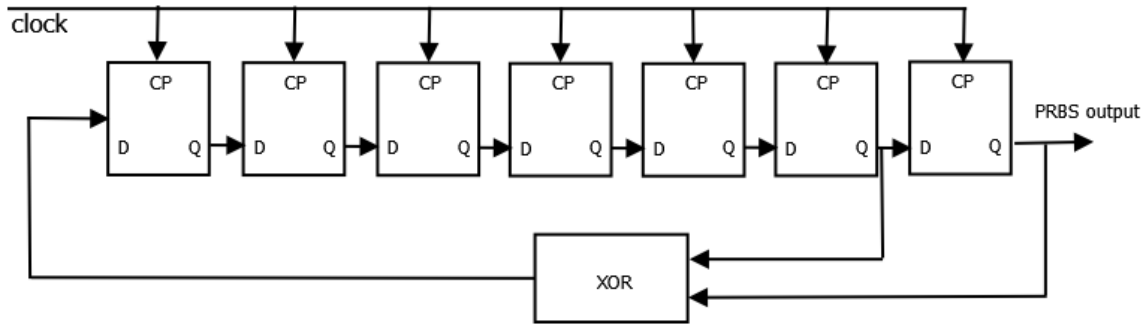 clock
CP CP CP CP CP CP CP
PRBS output
D Q D Q D Q D Q D Q D Q D Q
XOR